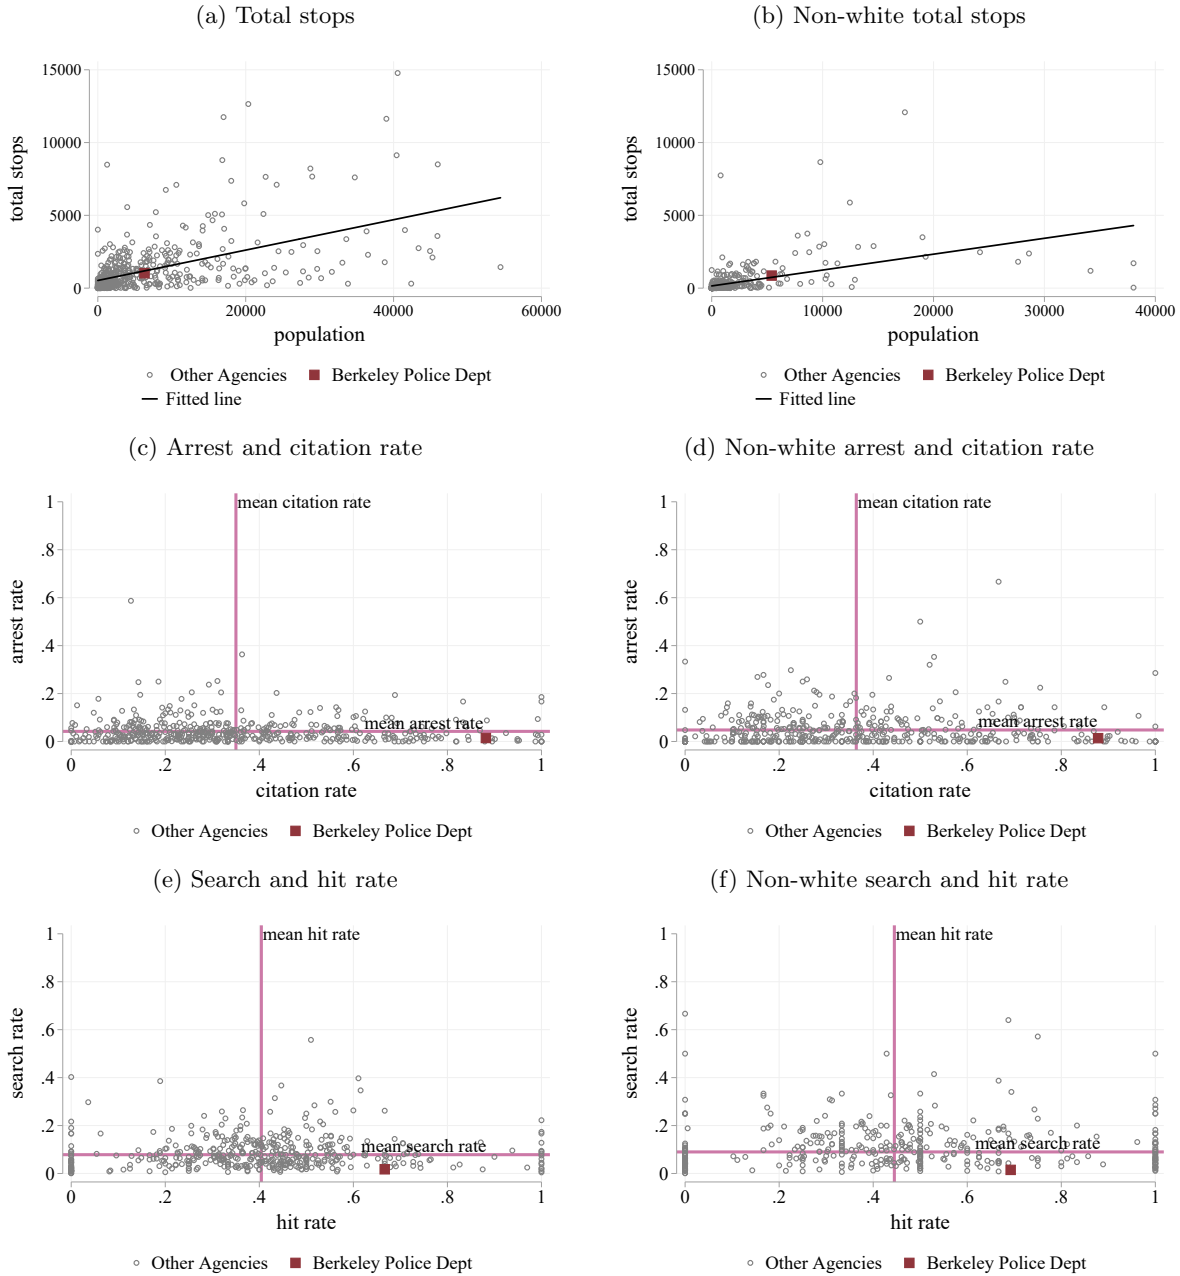 (a) Total stops
(b) Non-white total stops
15000
10000
5000
0
total stops
0 20000 40000 60000
population
Other Agencies Berkeley Police Dept
Fitted line
15000
10000
5000
0
total stops
0 10000 20000 30000 40000
population
Other Agencies Berkeley Police Dept
Fitted line
(c) Arrest and citation rate
(d) Non-white arrest and citation rate
1
.8
.6
.4
.2
0
arrest rate
mean citation rate
mean arrest rate
0 .2 .4 .6 .8 1
citation rate
Other Agencies Berkeley Police Dept
1
.8
.6
.4
.2
0
arrest rate
mean citation rate
mean arrest rate
0 .2 .4 .6 .8 1
citation rate
Other Agencies Berkeley Police Dept
(e) Search and hit rate
(f) Non-white search and hit rate
1
.8
.6
.4
.2
0
search rate
mean hit rate
mean search rate
0 .2 .4 .6 .8 1
hit rate
Other Agencies Berkeley Police Dept
1
.8
.6
.4
.2
0
search rate
mean hit rate
mean search rate
0 .2 .4 .6 .8 1
hit rate
Other Agencies Berkeley Police Dept